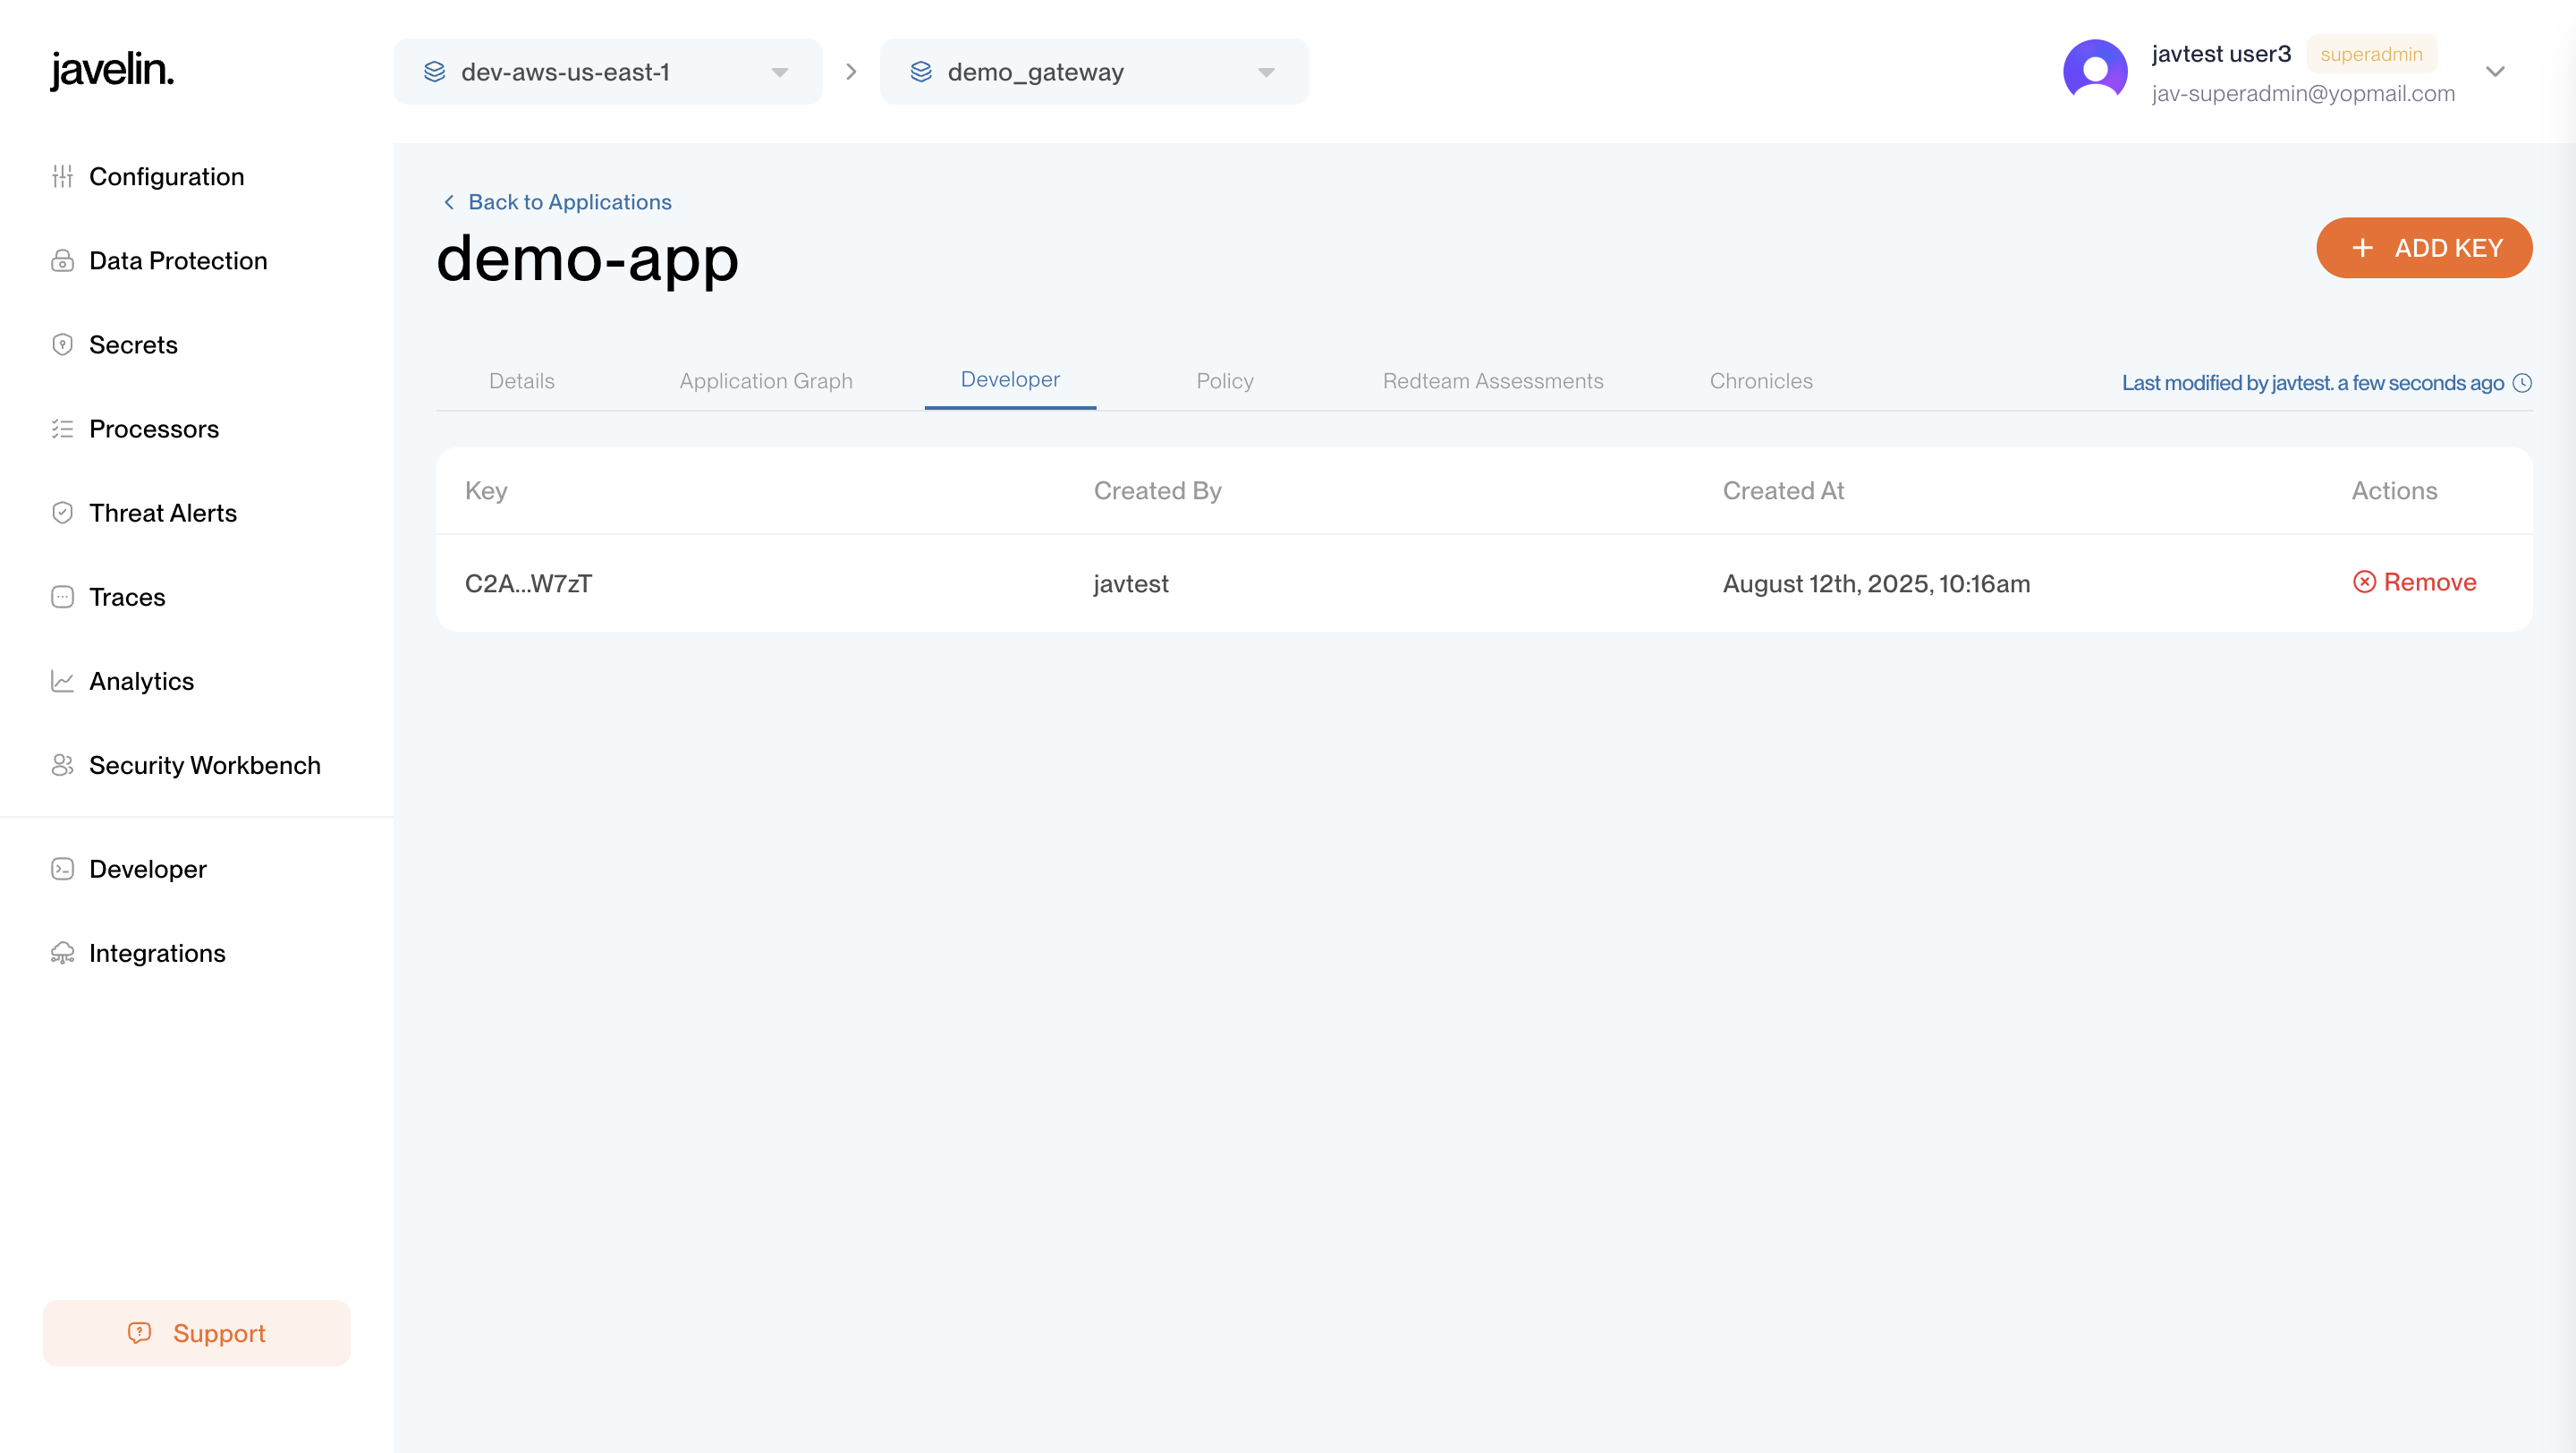 javelin.
dev-aws-us-east-1
demo_gateway
javtest user3
superadmin
jav-superadmin@yopmail.com
Configuration
Data Protection
Secrets
Processors
Threat Alerts
Traces
Analytics
Security Workbench
Developer
Integrations
Support
Back to Applications
demo-app
ADD KEY
Details
Application Graph
Developer
Policy
Redteam Assessments
Chronicles
Last modified by javtest. a few seconds ago
Key
Created By
Created At
Actions
C2A...W7zT
javtest
August 12th, 2025, 10:16am
Remove